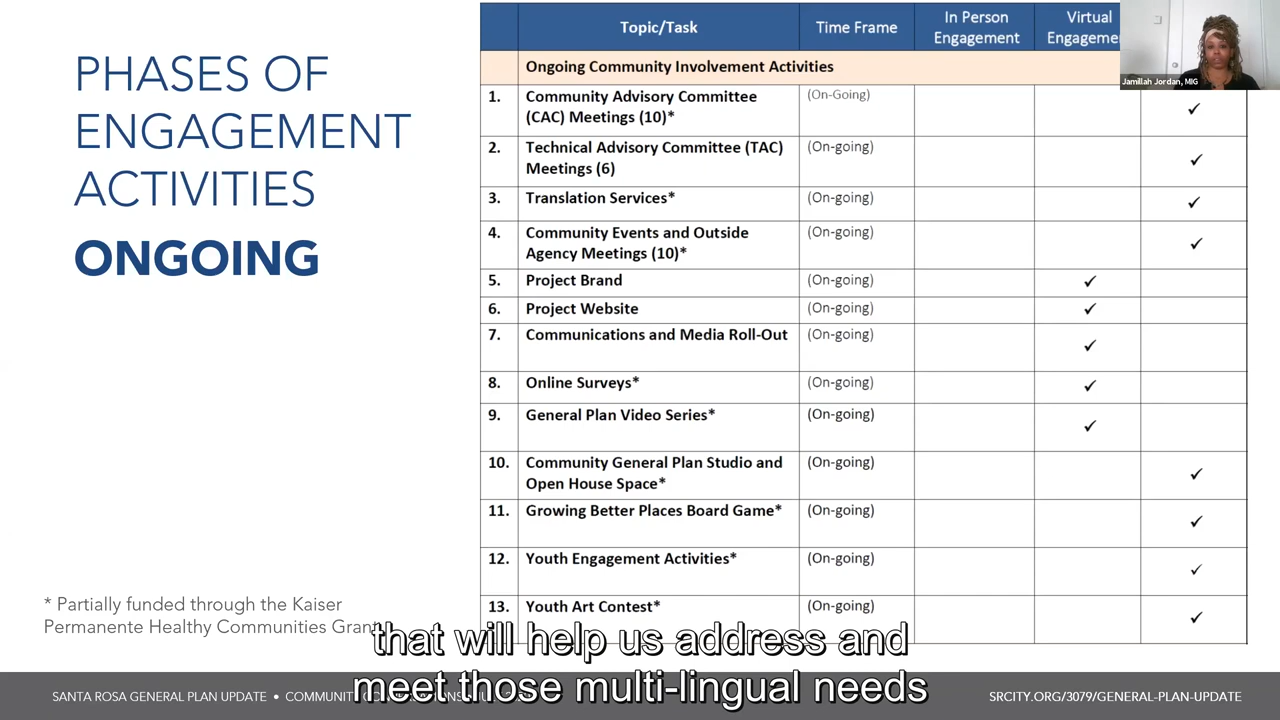 PHASES OF
ENGAGEMENT
ACTIVITIES
ONGOING
* Partially funded through the Kaiser
Permanente Healthy Communities Grant
Topic/Task Time Frame In Person Engagement Virtual
Jamillah Jordan, MIG
Ongoing Community Involvement Activities
1. Community Advisory Committee (On-Going)
(CAC) Meetings (10)* ✓
2. Technical Advisory Committee (TAC) (On-going)
Meetings (6) ✓
3. Translation Services* (On-going) ✓
4. Community Events and Outside (On-going)
Agency Meetings (10)* ✓
5. Project Brand (On-going) ✓
6. Project Website (On-going) ✓
7. Communications and Media Roll-Out (On-going) ✓
8. Online Surveys* (On-going) ✓
9. General Plan Video Series* (On-going) ✓
10. Community General Plan Studio and (On-going)
Open House Space* ✓
11. Growing Better Places Board Game* (On-going) ✓
12. Youth Engagement Activities* (On-going) ✓
13. Youth Art Contest* (On-going) ✓
that will help us address and
meet those multi-lingual needs
SANTA ROSA GENERAL PLAN UPDATE •
SRCITY.ORG/3079/GENERAL-PLAN-UPDATE